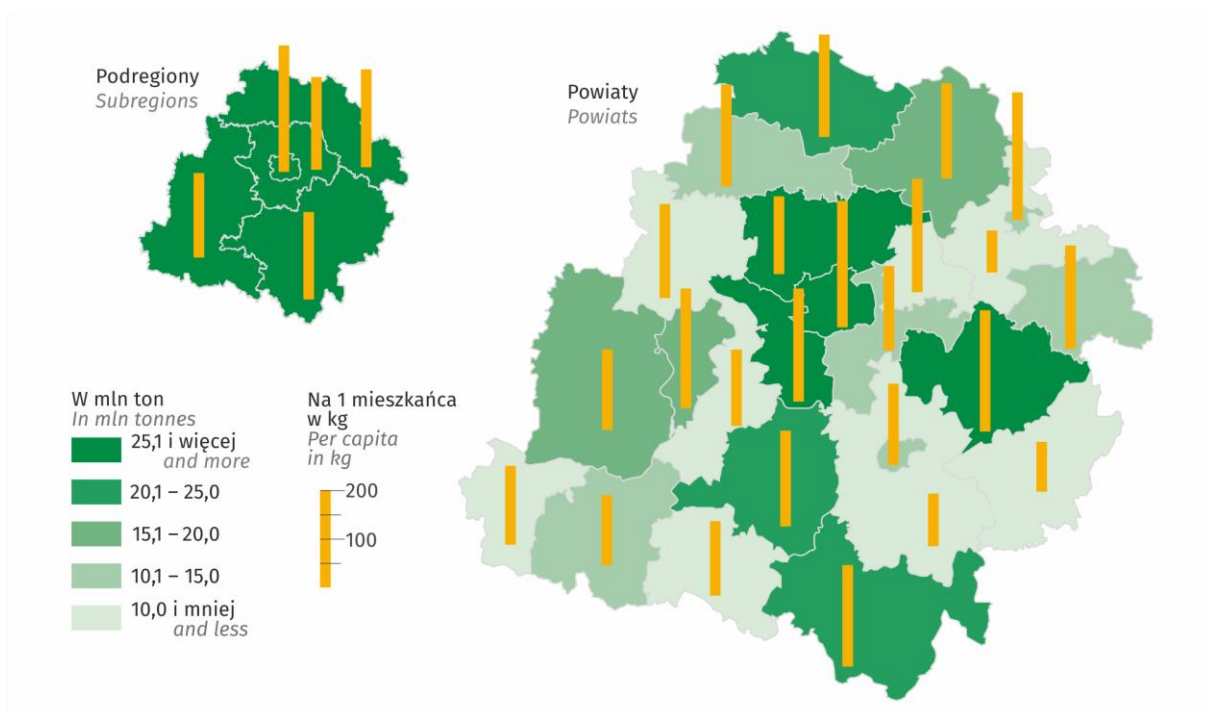 Podregiony
Subregions
Powiaty
Powiats
W mln ton
In mln tonnes
25,1 i więcej
and more
20,1 – 25,0
15,1 – 20,0
10,1 – 15,0
10,0 i mniej
and less
Na 1 mieszkańca
w kg
Per capita
in kg
200
100